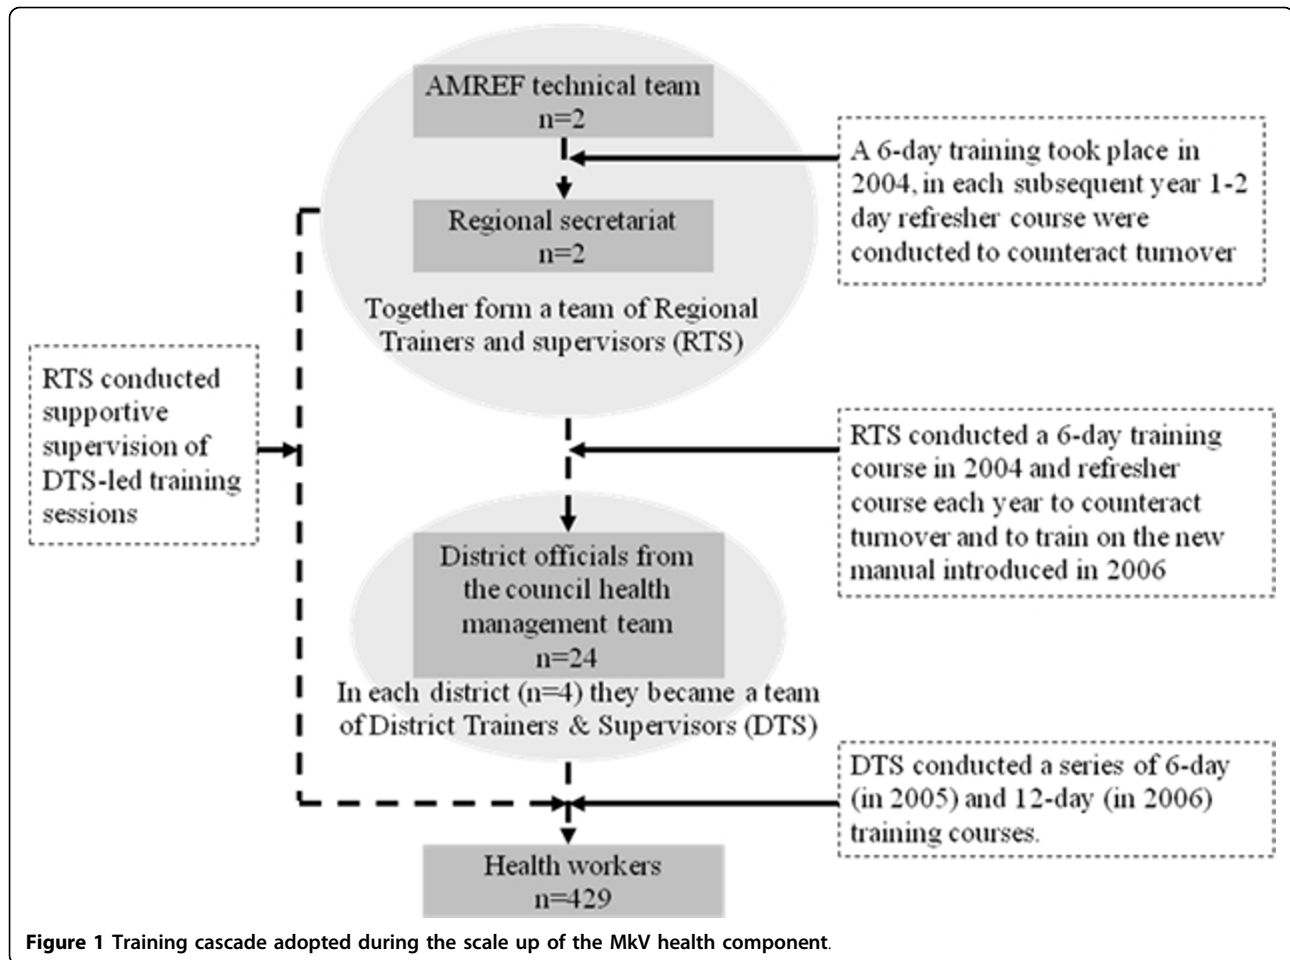 AMREF technical team
n=2
A 6-day training took place in
2004, in each subsequent year 1-2
day refresher course were
conducted to counteract turnover
Regional secretariat
n=2
Together form a team of Regional
Trainers and supervisors (RTS)
RTS conducted
supportive
supervision of
DTS-led training
sessions
RTS conducted a 6-day training
course in 2004 and refresher
course each year to counteract
turnover and to train on the new
manual introduced in 2006
District officials from
the council health
management team
n=24
In each district (n=4) they became a team
of District Trainers & Supervisors (DTS)
DTS conducted a series of 6-day
(in 2005) and 12-day (in 2006)
training courses.
Health workers
n=429
Figure 1 Training cascade adopted during the scale up of the MkV health component.